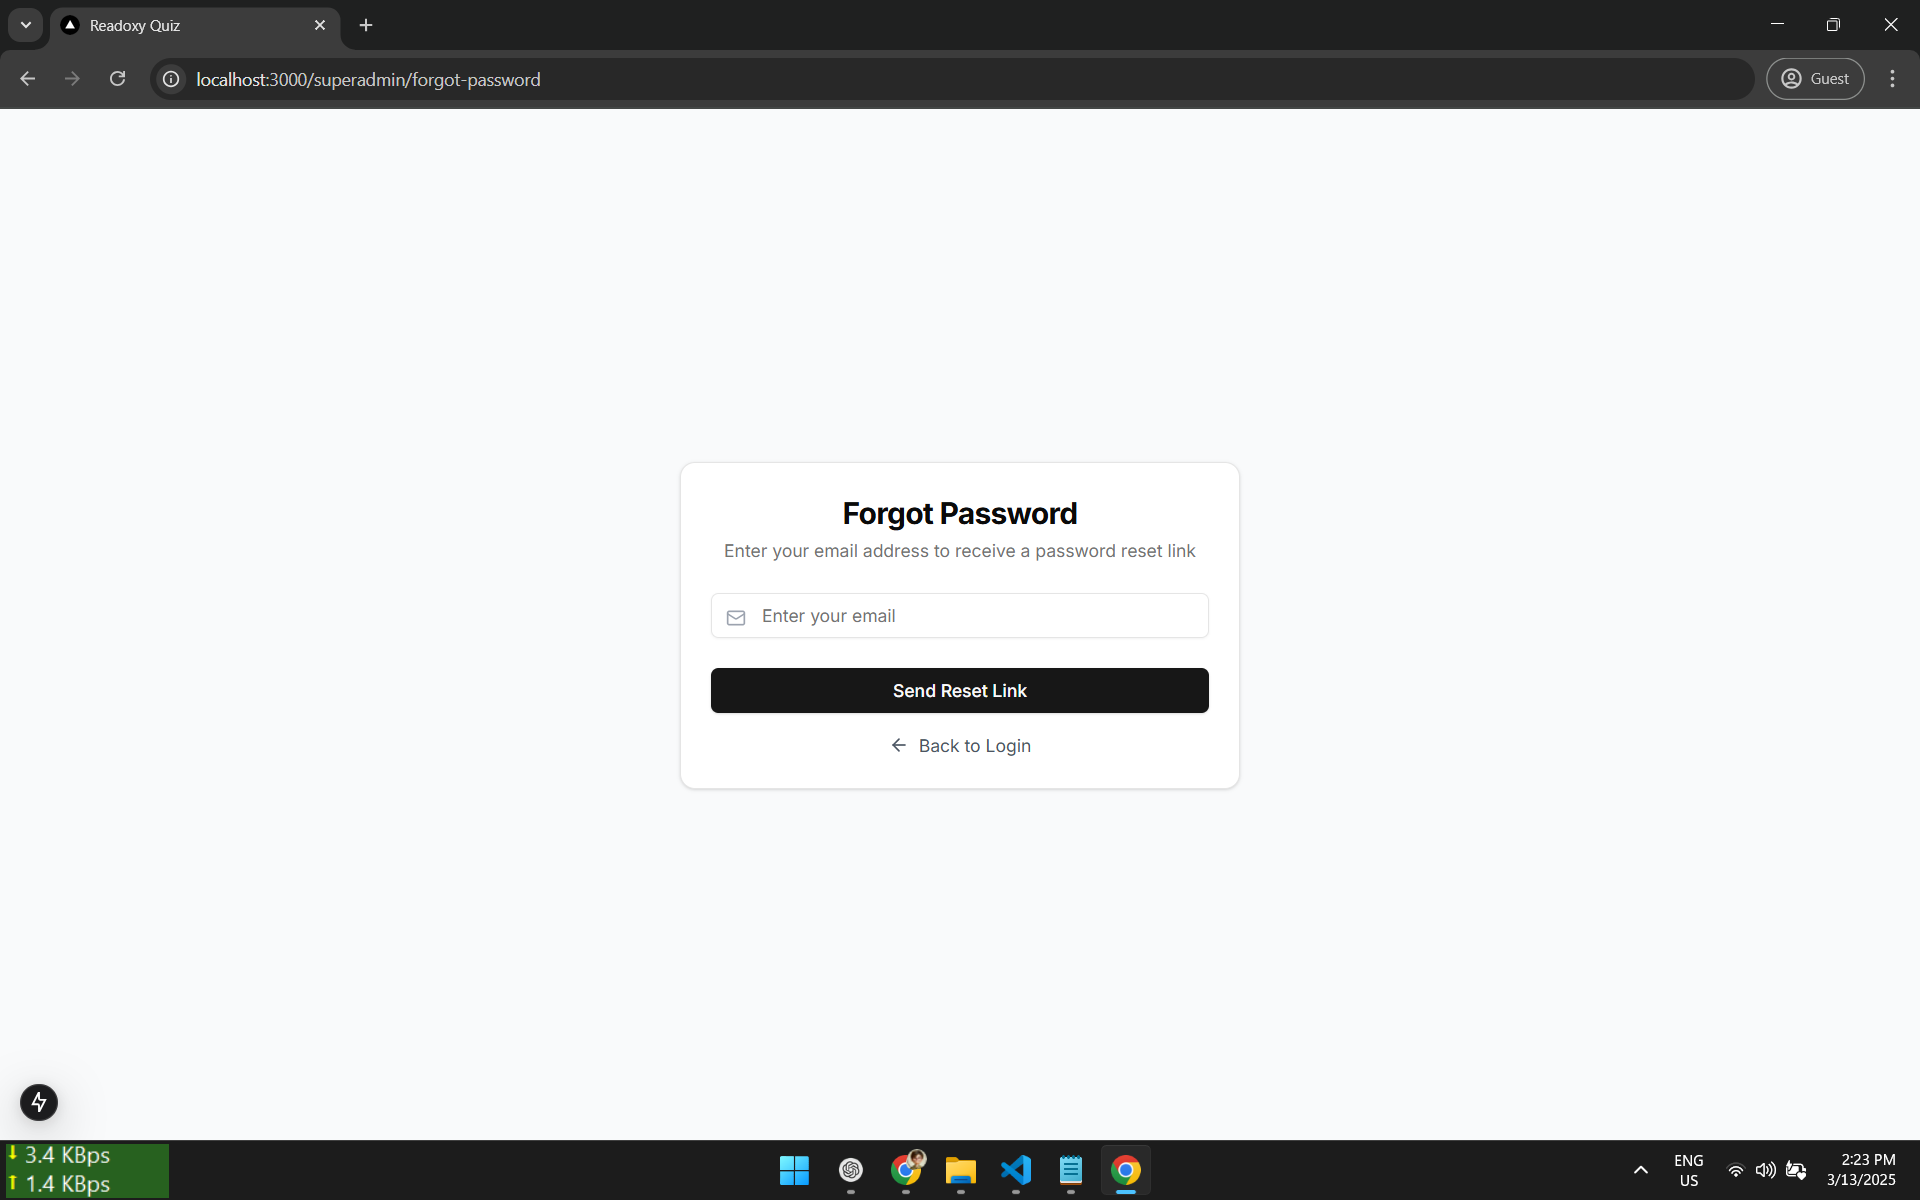 Readoxy Quiz
localhost:3000/superadmin/forgot-password
Guest
Forgot Password
Enter your email address to receive a password reset link
Enter your email
Send Reset Link
Back to Login
3.4 KBps
1.4 KBps
ENG
US
2:23 PM
3/13/2025